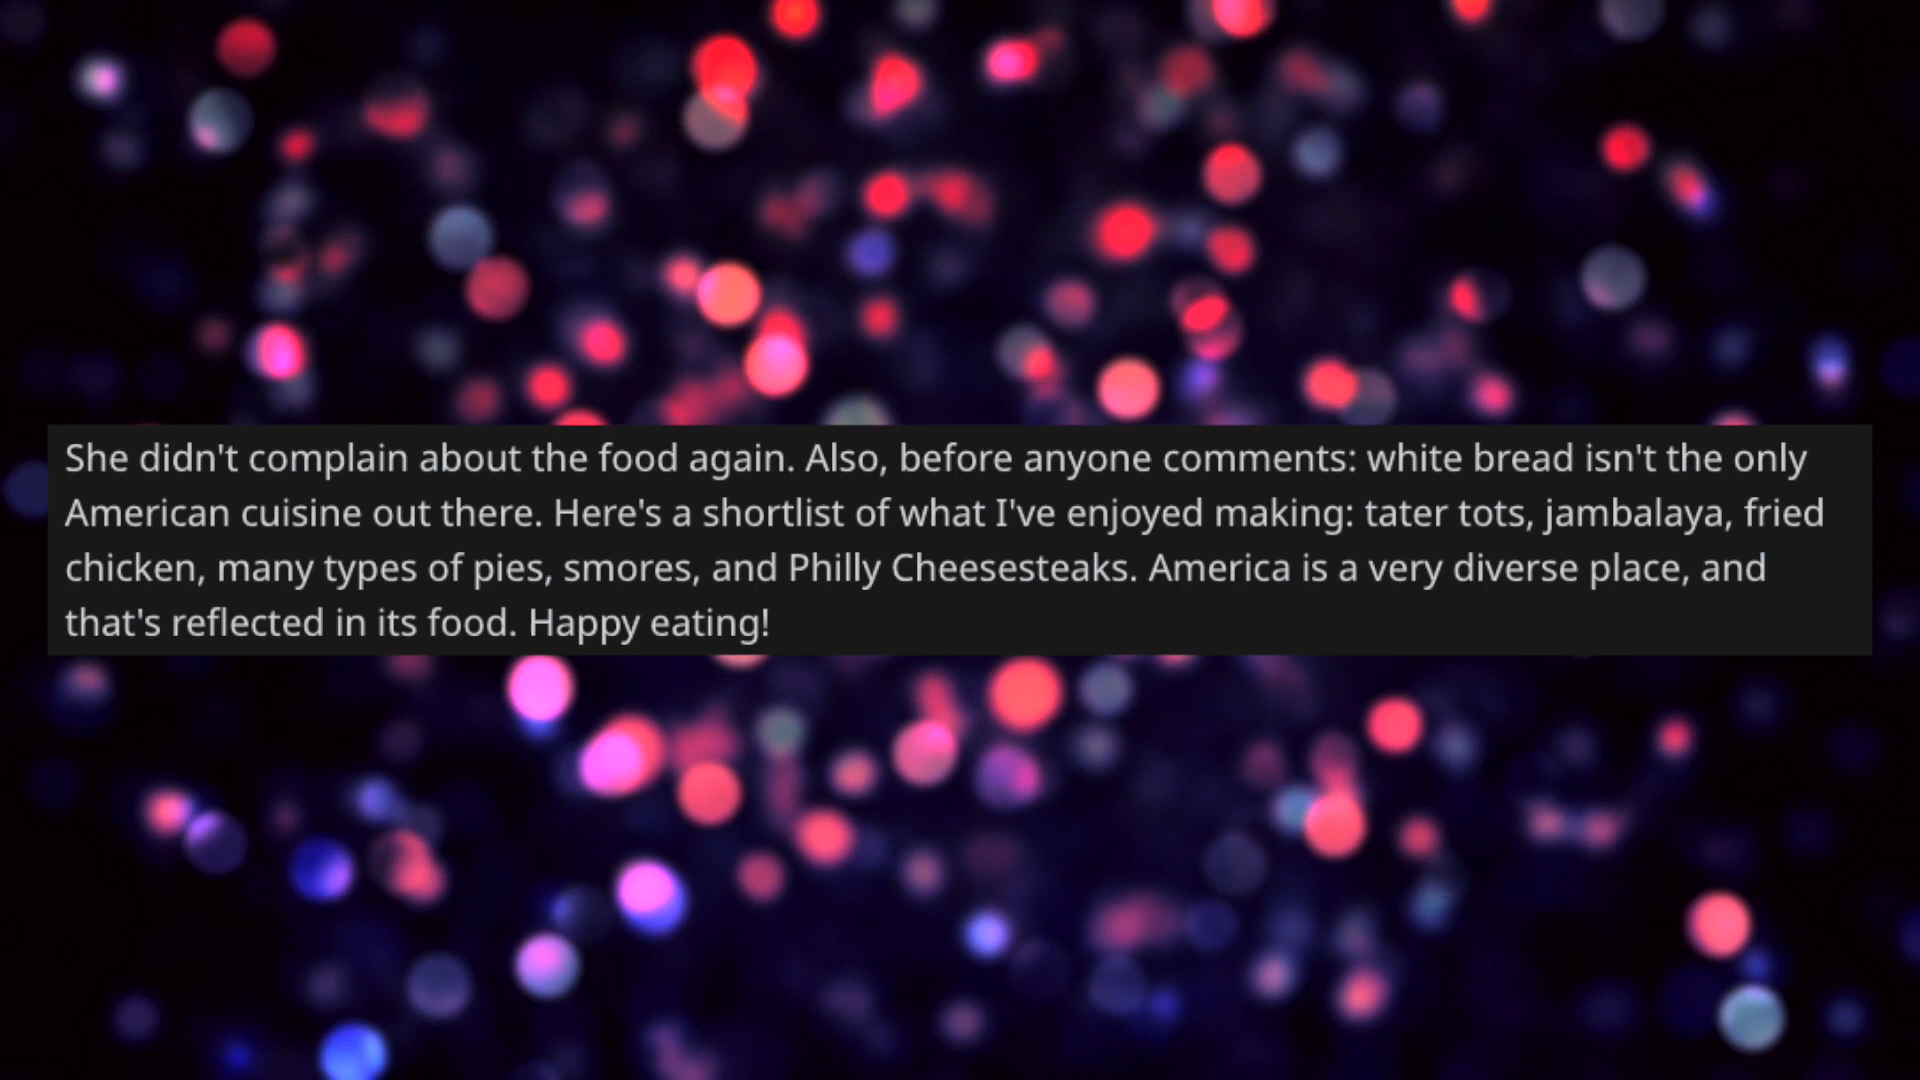 She didn't complain about the food again. Also, before anyone comments: white bread isn't the only
American cuisine out there. Here's a shortlist of what I've enjoyed making: tater tots, jambalaya, fried
chicken, many types of pies, smores, and Philly Cheesesteaks. America is a very diverse place, and
that's reflected in its food. Happy eating!